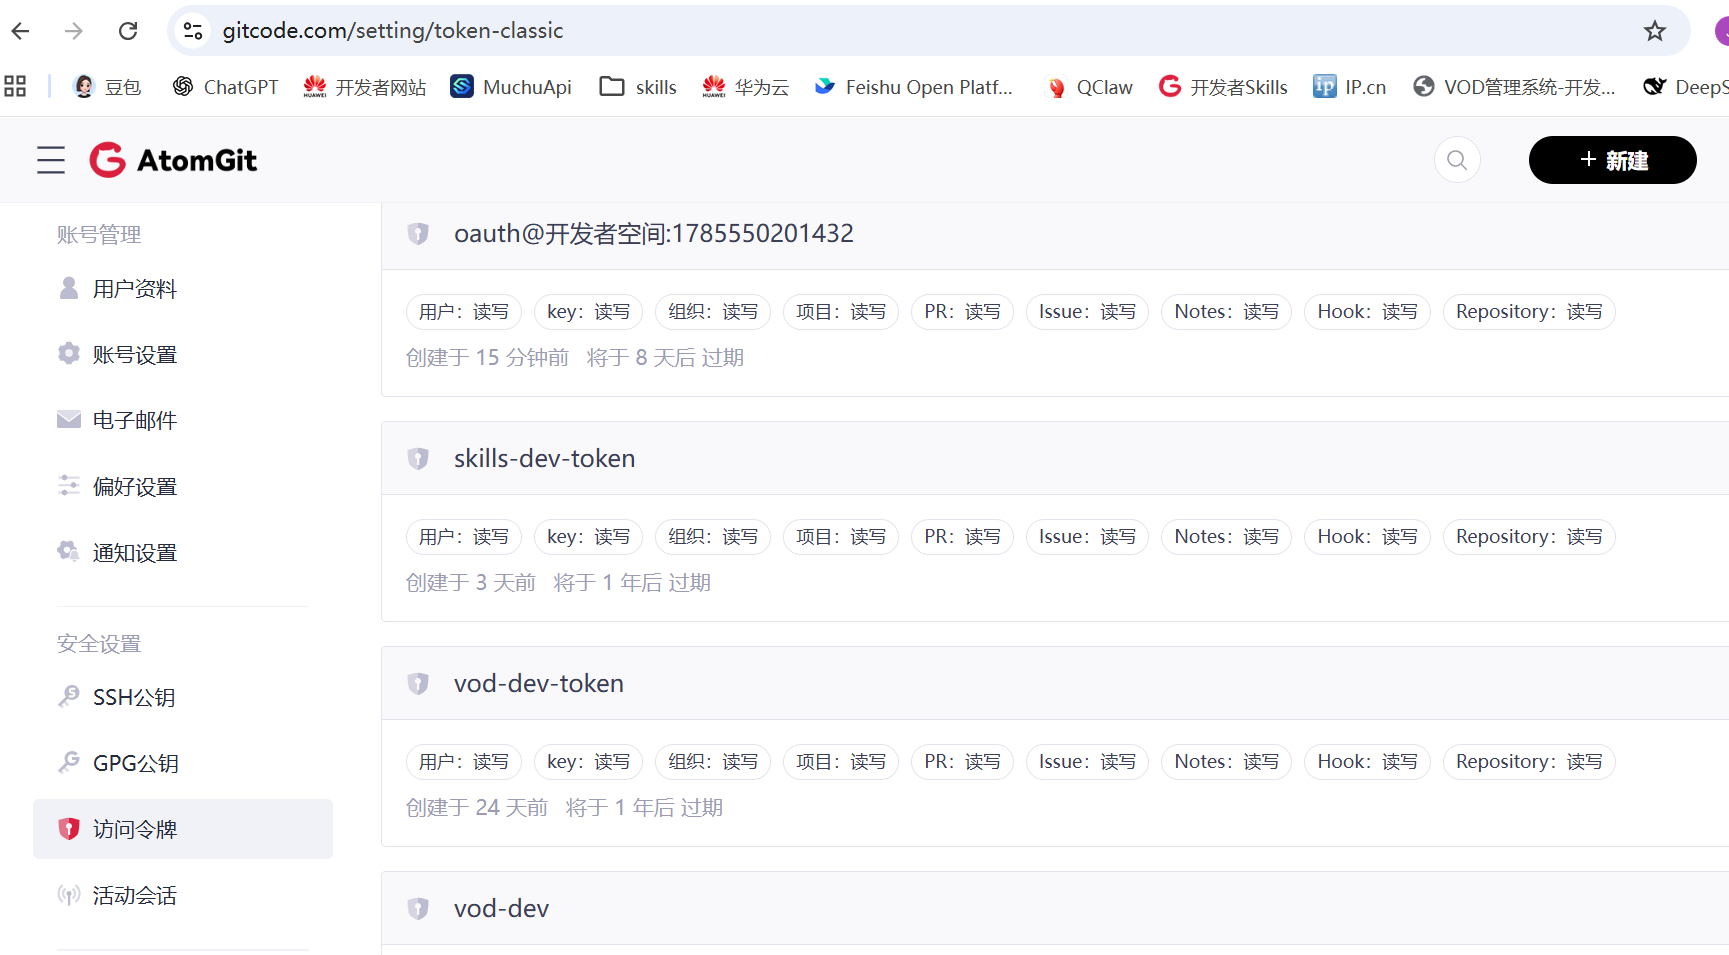 gitcode.com/setting/token-classic
豆包 ChatGPT 开发者网站 MuchuApi skills 华为云 Feishu Open Platf... QClaw 开发者Skills IP.cn VOD管理系统-开发... DeepS
AtomGit
新建
账号管理
用户资料
账号设置
电子邮件
偏好设置
通知设置
安全设置
SSH公钥
GPG公钥
访问令牌
活动会话
oauth@开发者空间:1785550201432
用户：读写 key：读写 组织：读写 项目：读写 PR：读写 Issue：读写 Notes：读写 Hook：读写 Repository：读写
创建于 15 分钟前 将于 8 天后 过期
skills-dev-token
用户：读写 key：读写 组织：读写 项目：读写 PR：读写 Issue：读写 Notes：读写 Hook：读写 Repository：读写
创建于 3 天前 将于 1 年后 过期
vod-dev-token
用户：读写 key：读写 组织：读写 项目：读写 PR：读写 Issue：读写 Notes：读写 Hook：读写 Repository：读写
创建于 24 天前 将于 1 年后 过期
vod-dev